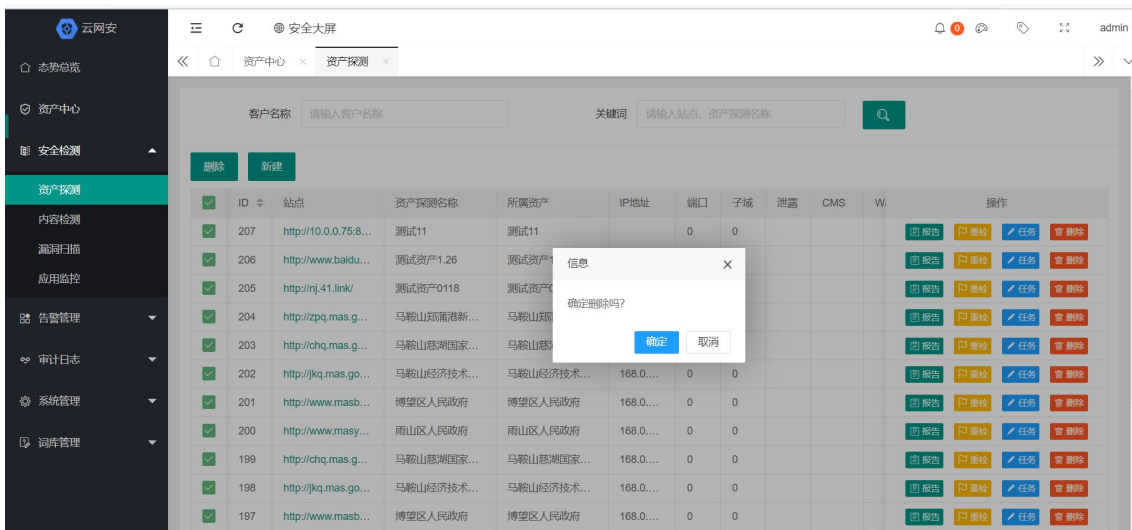 云网安 安全大屏 0 admin
态势总览 资产中心 × 资产探测 ×
资产中心
安全检测
资产探测
内容检测
漏洞扫描
应用监控
告警管理
审计日志
系统管理
词库管理
客户名称 请输入客户名称 关键词 请输入站点、资产探测名称
删除 新建
ID 站点 资产探测名称 所属资产 IP地址 端口 子域 泄露 CMS 操作
207 http://10.0.0.75:8... 测试11 测试11 0 0 报告 重检 任务 删除
206 http://www.baidu... 测试资产1.26 测试资产 报告 重检 任务 删除
205 http://nj.41.link/ 测试资产0118 测试资产 报告 重检 任务 删除
204 http://zpq.mas.g... 马鞍山郑蒲港新... 马鞍山郑 报告 重检 任务 删除
203 http://chq.mas.g... 马鞍山慈湖国家... 马鞍山慈 报告 重检 任务 删除
202 http://jkq.mas.go... 马鞍山经济技术... 马鞍山经济技术... 168.0.... 0 0 报告 重检 任务 删除
201 http://www.masb... 博望区人民政府 博望区人民政府 168.0.... 0 0 报告 重检 任务 删除
200 http://www.masy... 雨山区人民政府 雨山区人民政府 168.0.... 0 0 报告 重检 任务 删除
199 http://chq.mas.g... 马鞍山慈湖国家... 马鞍山慈湖国家... 168.0.... 0 0 报告 重检 任务 删除
198 http://jkq.mas.go... 马鞍山经济技术... 马鞍山经济技术... 168.0.... 0 0 报告 重检 任务 删除
197 http://www.masb... 博望区人民政府 博望区人民政府 168.0.... 0 0 报告 重检 任务 删除
信息
确定删除吗?
确定 取消